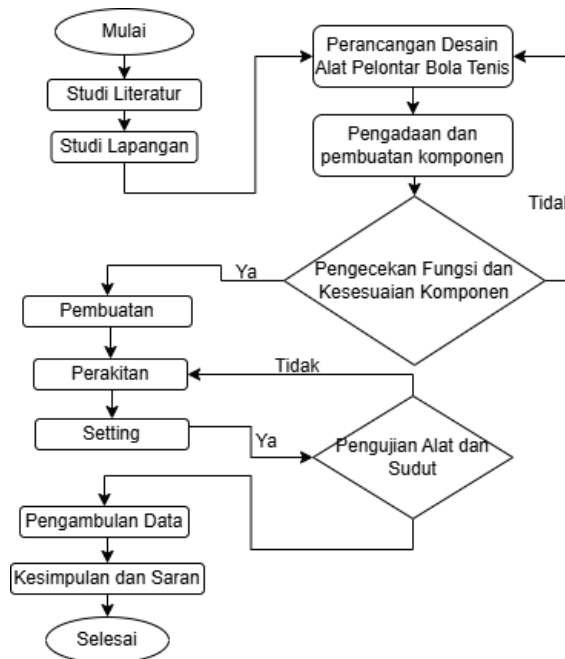 Mulai
Studi Literatur
Studi Lapangan
Perancangan Desain
Alat Pelontar Bola Tenis
Pengadaan dan
pembuatan komponen
Tidak
Pengecekan Fungsi dan
Kesesuaian Komponen
Ya
Pembuatan
Perakitan
Tidak
Setting
Ya
Pengujian Alat dan
Sudut
Pengambulan Data
Kesimpulan dan Saran
Selesai